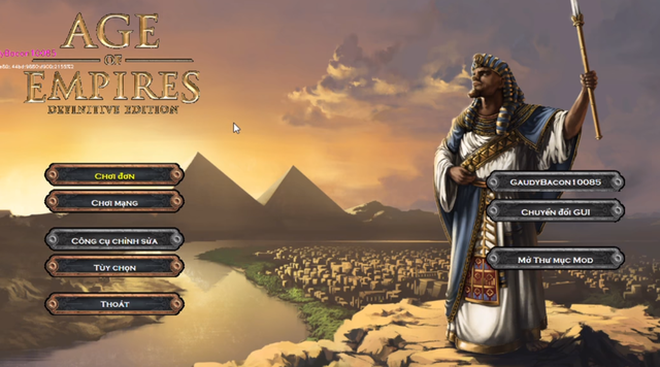 AGE
OF
EMPIRES
DEFINITIVE EDITION
yBacon10085
Chơi đơn
Chơi mạng
Công cụ chỉnh sửa
Tùy chọn
Thoát
GaudyBacon10085
Chuyển đổi GUI
Mở Thư mục Mod